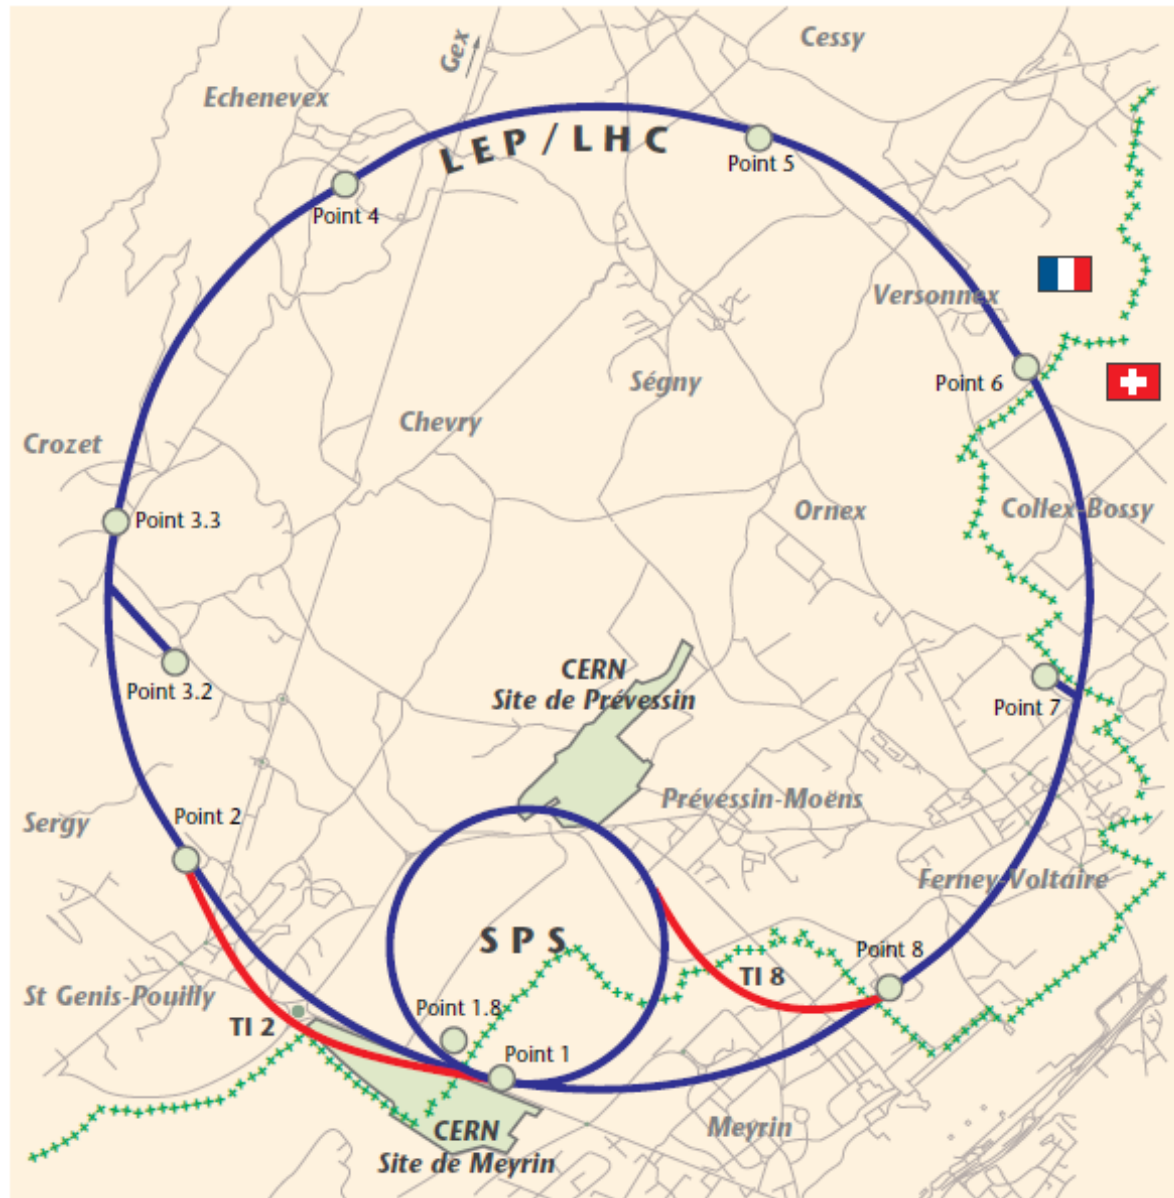 Cessy
Gex
Echenevex
LEP/LHC
Point 5
Point 4
Versonnex
Ségny
Point 6
Chevry
Crozet
Point 3.3
Ornex
Collex-Bossy
CERN
Site de Prévessin
Point 3.2
Point 7
Prévessin-Moëns
Point 2
Sergy
Ferney-Voltaire
SPS
Point 8
TI 8
St Genis-Pouilly
Point 1.8
TI 2
Point 1
Meyrin
CERN
Site de Meyrin